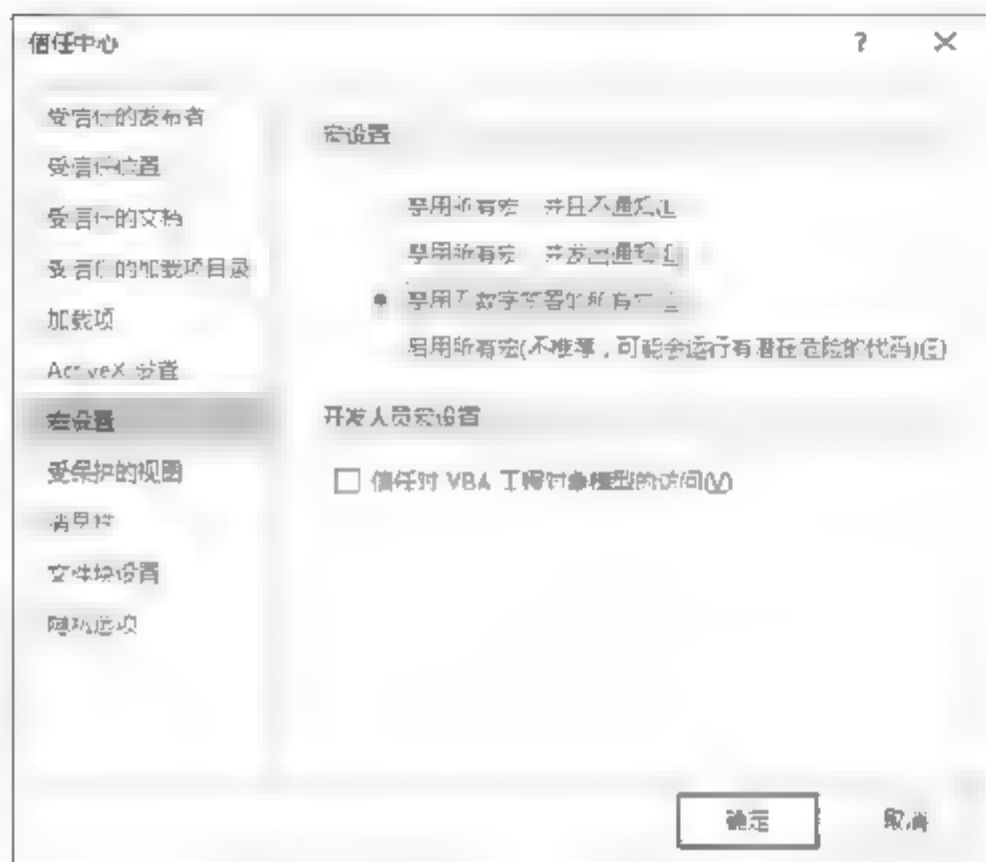 信任中心
受信任的发布者
受信任位置
受信任的文档
受信任的加载项目录
加载项
ActiveX 设置
宏设置
受保护的视图
消息栏
文件块设置
隐私选项
宏设置
禁用所有宏，并且不通知(L)
禁用所有宏，并发出通知(D)
禁用无数字签署的所有宏(G)
启用所有宏(不推荐，可能会运行有潜在危险的代码)(E)
开发人员宏设置
信任对 VBA 工程对象模型的访问(V)
确定
取消